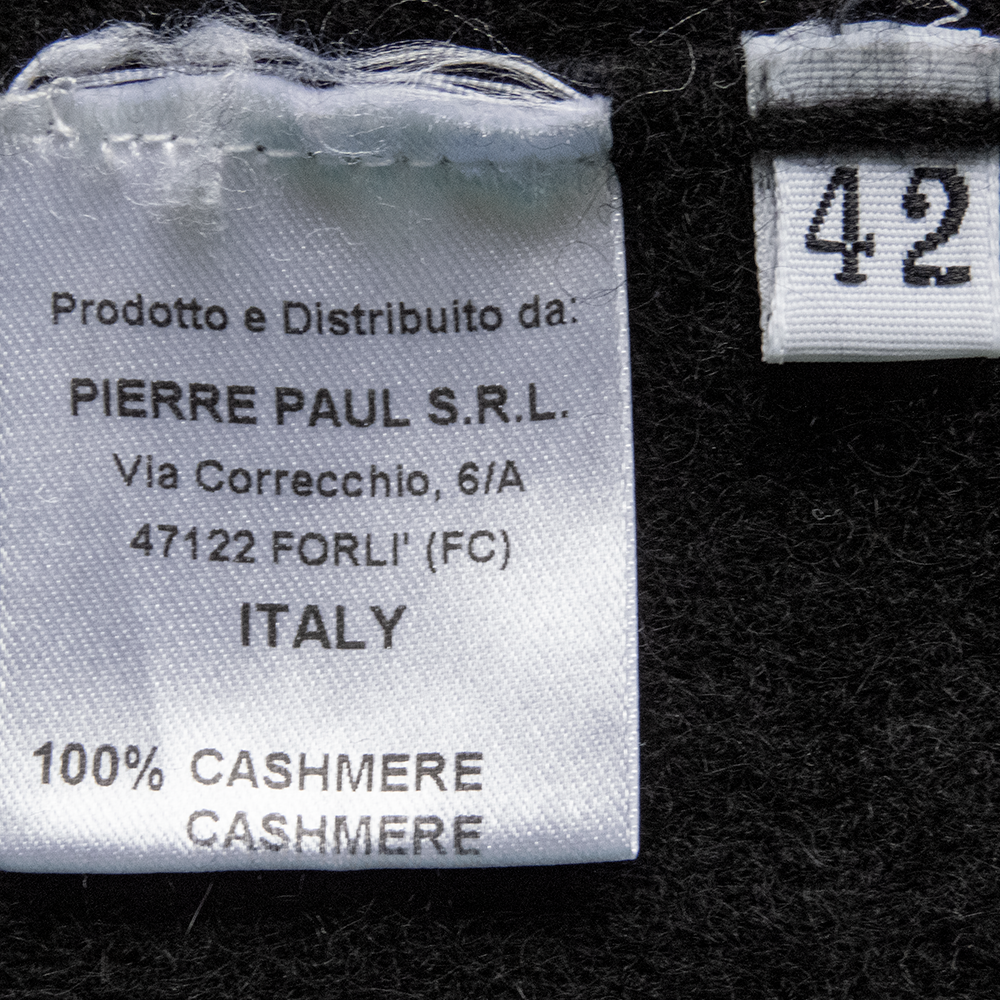 Prodotto e Distribuito da:
PIERRE PAUL S.R.L.
Via Correcchio, 6/A
47122 FORLI' (FC)
ITALY
100% CASHMERE
CASHMERE
42